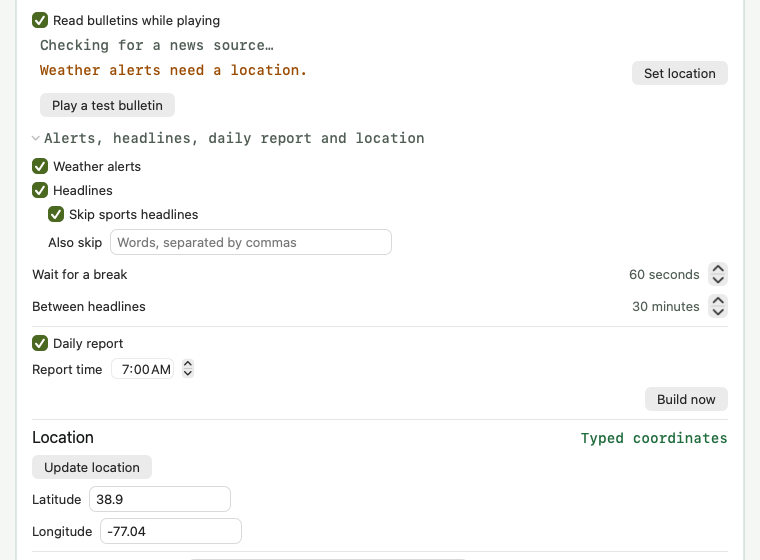 Read bulletins while playing
Checking for a news source…
Weather alerts need a location.
Set location
Play a test bulletin
Alerts, headlines, daily report and location
Weather alerts
Headlines
Skip sports headlines
Also skip Words, separated by commas
Wait for a break 60 seconds
Between headlines 30 minutes
Daily report
Report time 7:00 AM
Build now
Location Typed coordinates
Update location
Latitude 38.9
Longitude -77.04